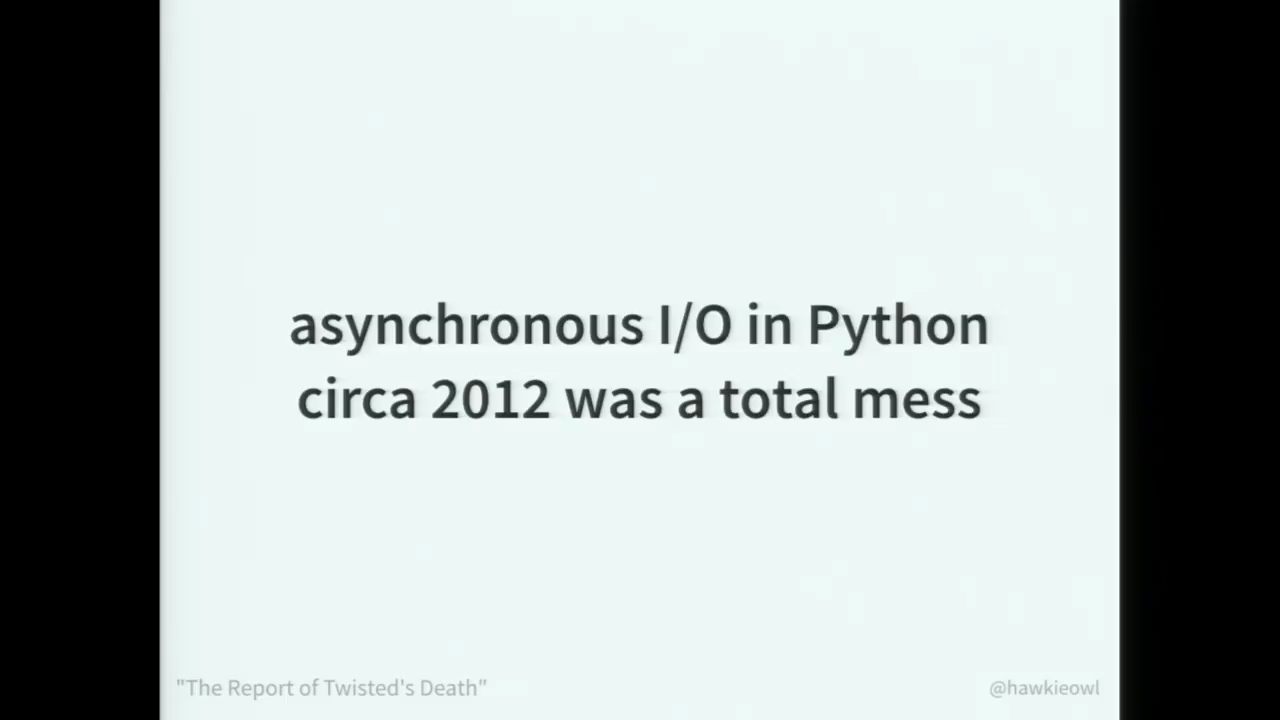 asynchronous I/O in Python
circa 2012 was a total mess
"The Report of Twisted's Death"
@hawkieowl